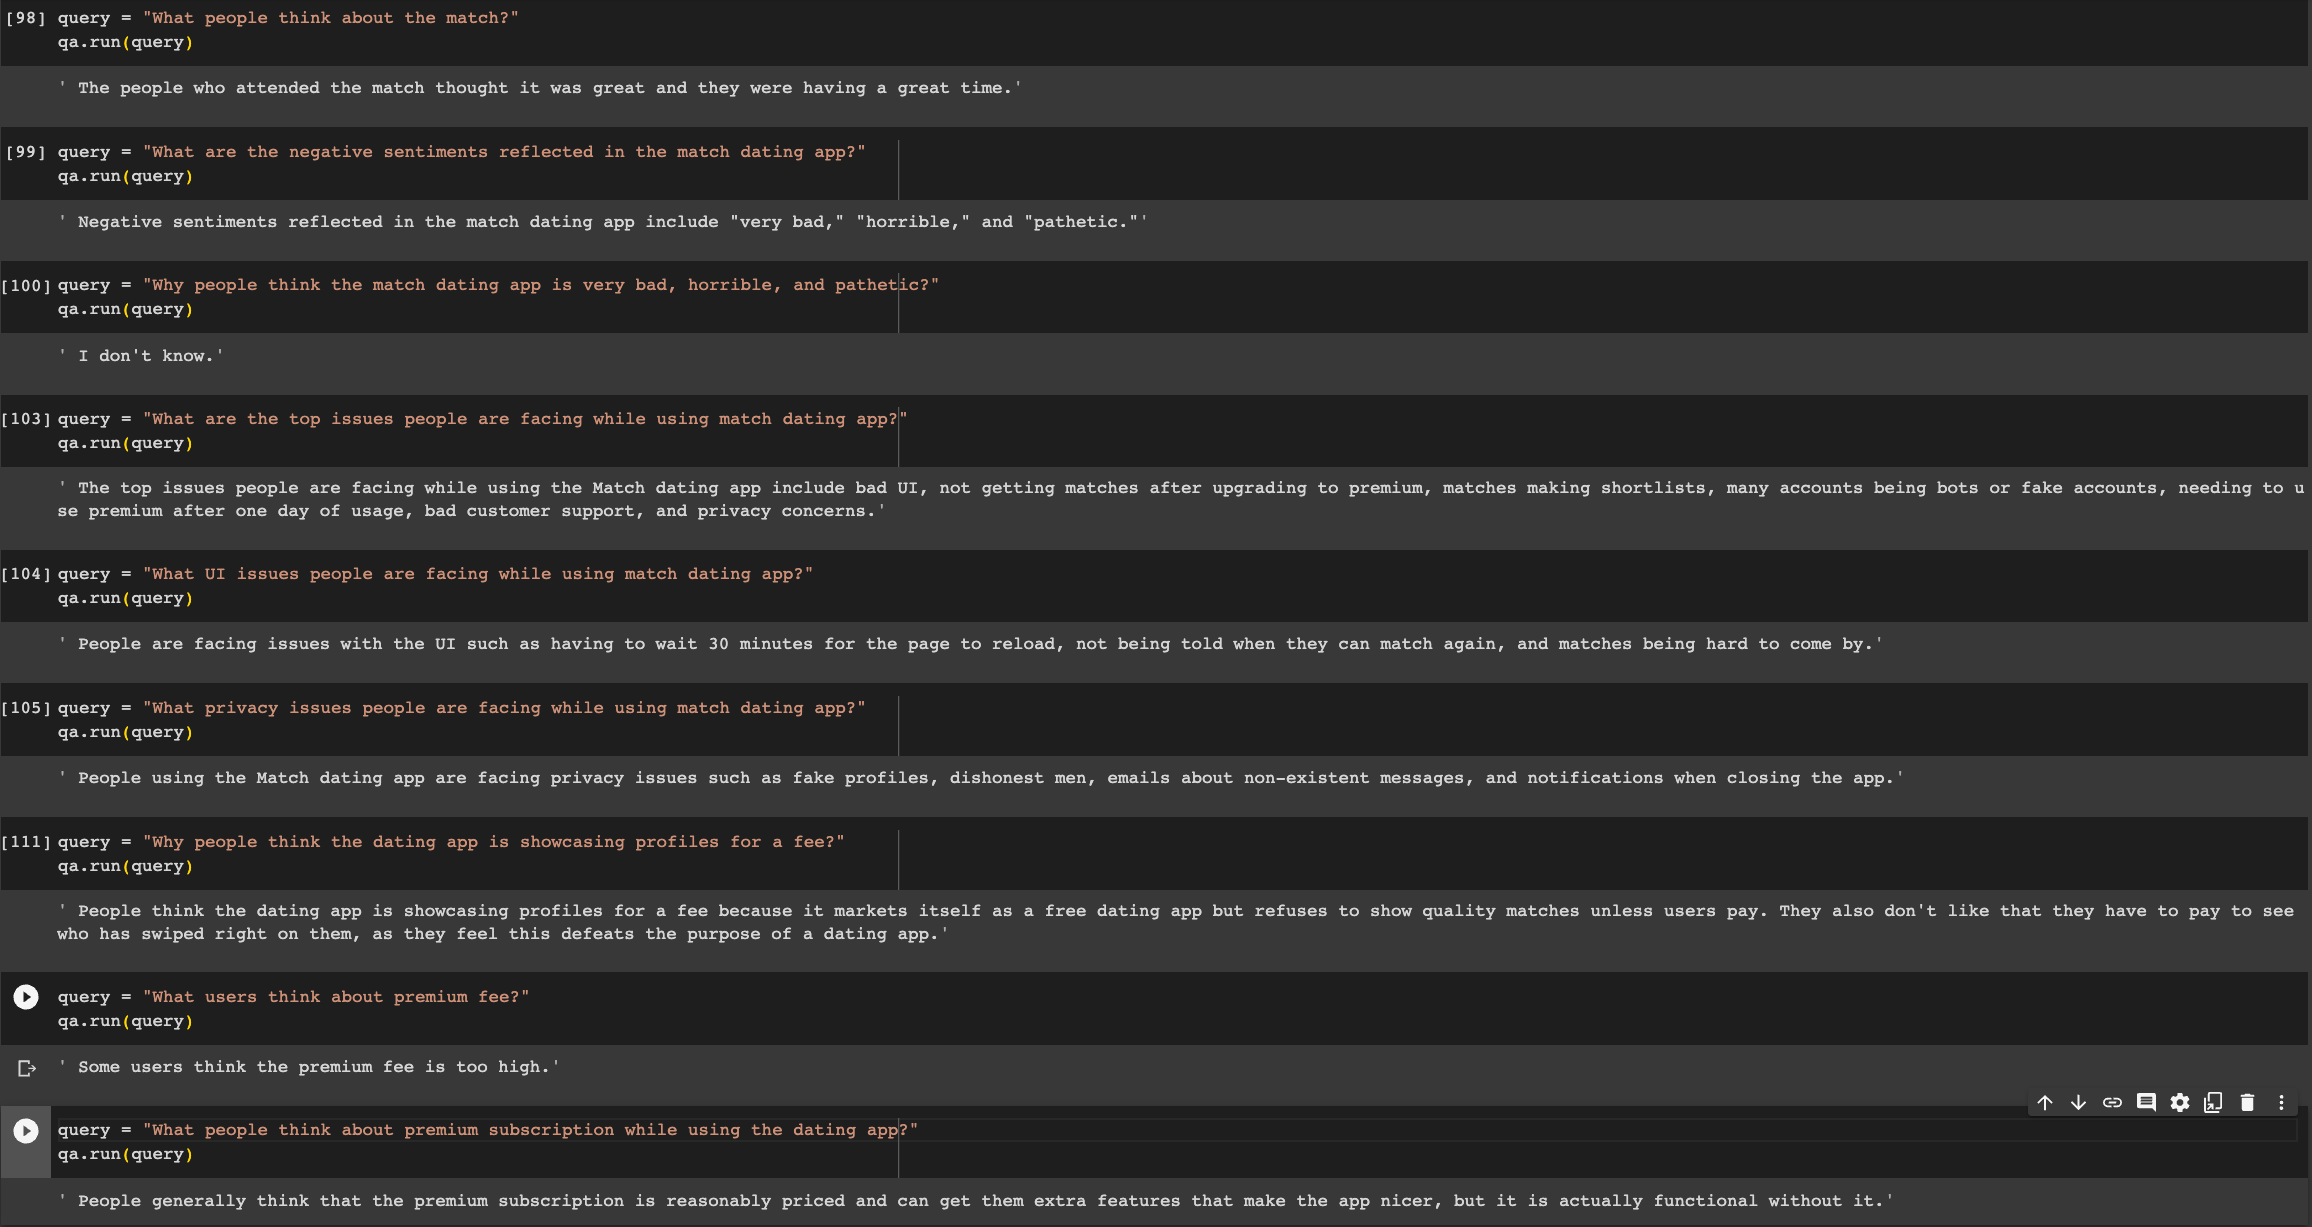 [98] query = "What people think about the match?"
qa.run(query)
' The people who attended the match thought it was great and they were having a great time.'
[99] query = "What are the negative sentiments reflected in the match dating app?"
qa.run(query)
' Negative sentiments reflected in the match dating app include "very bad," "horrible," and "pathetic."'
[100] query = "Why people think the match dating app is very bad, horrible, and pathetic?"
qa.run(query)
' I don't know.'
[103] query = "What are the top issues people are facing while using match dating app?"
qa.run(query)
' The top issues people are facing while using the Match dating app include bad UI, not getting matches after upgrading to premium, matches making shortlists, many accounts being bots or fake accounts, needing to u
se premium after one day of usage, bad customer support, and privacy concerns.'
[104] query = "What UI issues people are facing while using match dating app?"
qa.run(query)
' People are facing issues with the UI such as having to wait 30 minutes for the page to reload, not being told when they can match again, and matches being hard to come by.'
[105] query = "What privacy issues people are facing while using match dating app?"
qa.run(query)
' People using the Match dating app are facing privacy issues such as fake profiles, dishonest men, emails about non-existent messages, and notifications when closing the app.'
[111] query = "Why people think the dating app is showcasing profiles for a fee?"
qa.run(query)
' People think the dating app is showcasing profiles for a fee because it markets itself as a free dating app but refuses to show quality matches unless users pay. They also don't like that they have to pay to see
who has swiped right on them, as they feel this defeats the purpose of a dating app.'
query = "What users think about premium fee?"
qa.run(query)
' Some users think the premium fee is too high.'
query = "What people think about premium subscription while using the dating app?"
qa.run(query)
' People generally think that the premium subscription is reasonably priced and can get them extra features that make the app nicer, but it is actually functional without it.'